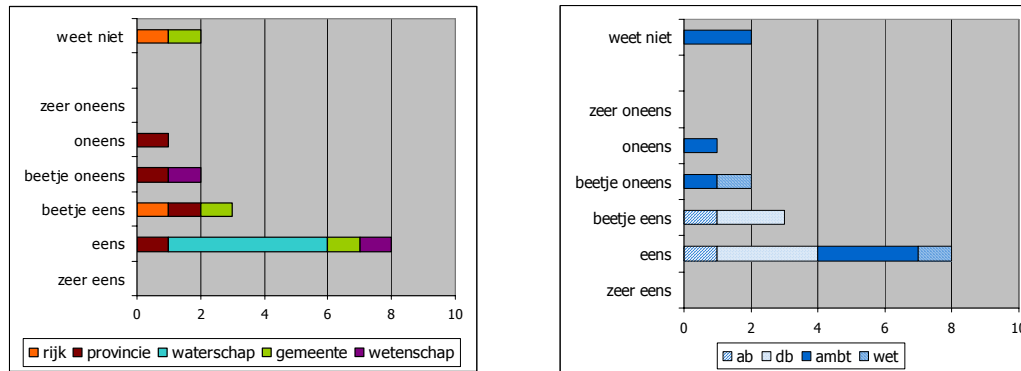 weet niet
zeer oneens
oneens
beetje oneens
beetje eens
eens
zeer eens
0 2 4 6 8 10
rijk provincie waterschap gemeente wetenschap
weet niet
zeer oneens
oneens
beetje oneens
beetje eens
eens
zeer eens
0 2 4 6 8 10
ab db ambt wet